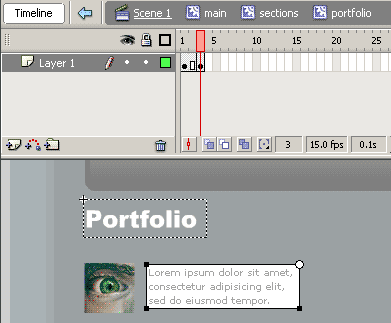 Timeline Scene 1 main sections portfolio
1 5 10 15 20 25
Layer 1
3 15.0 fps 0.1s
Portfolio
Lorem ipsum dolor sit amet,
consectetur adipisicing elit,
sed do eiusmod tempor.